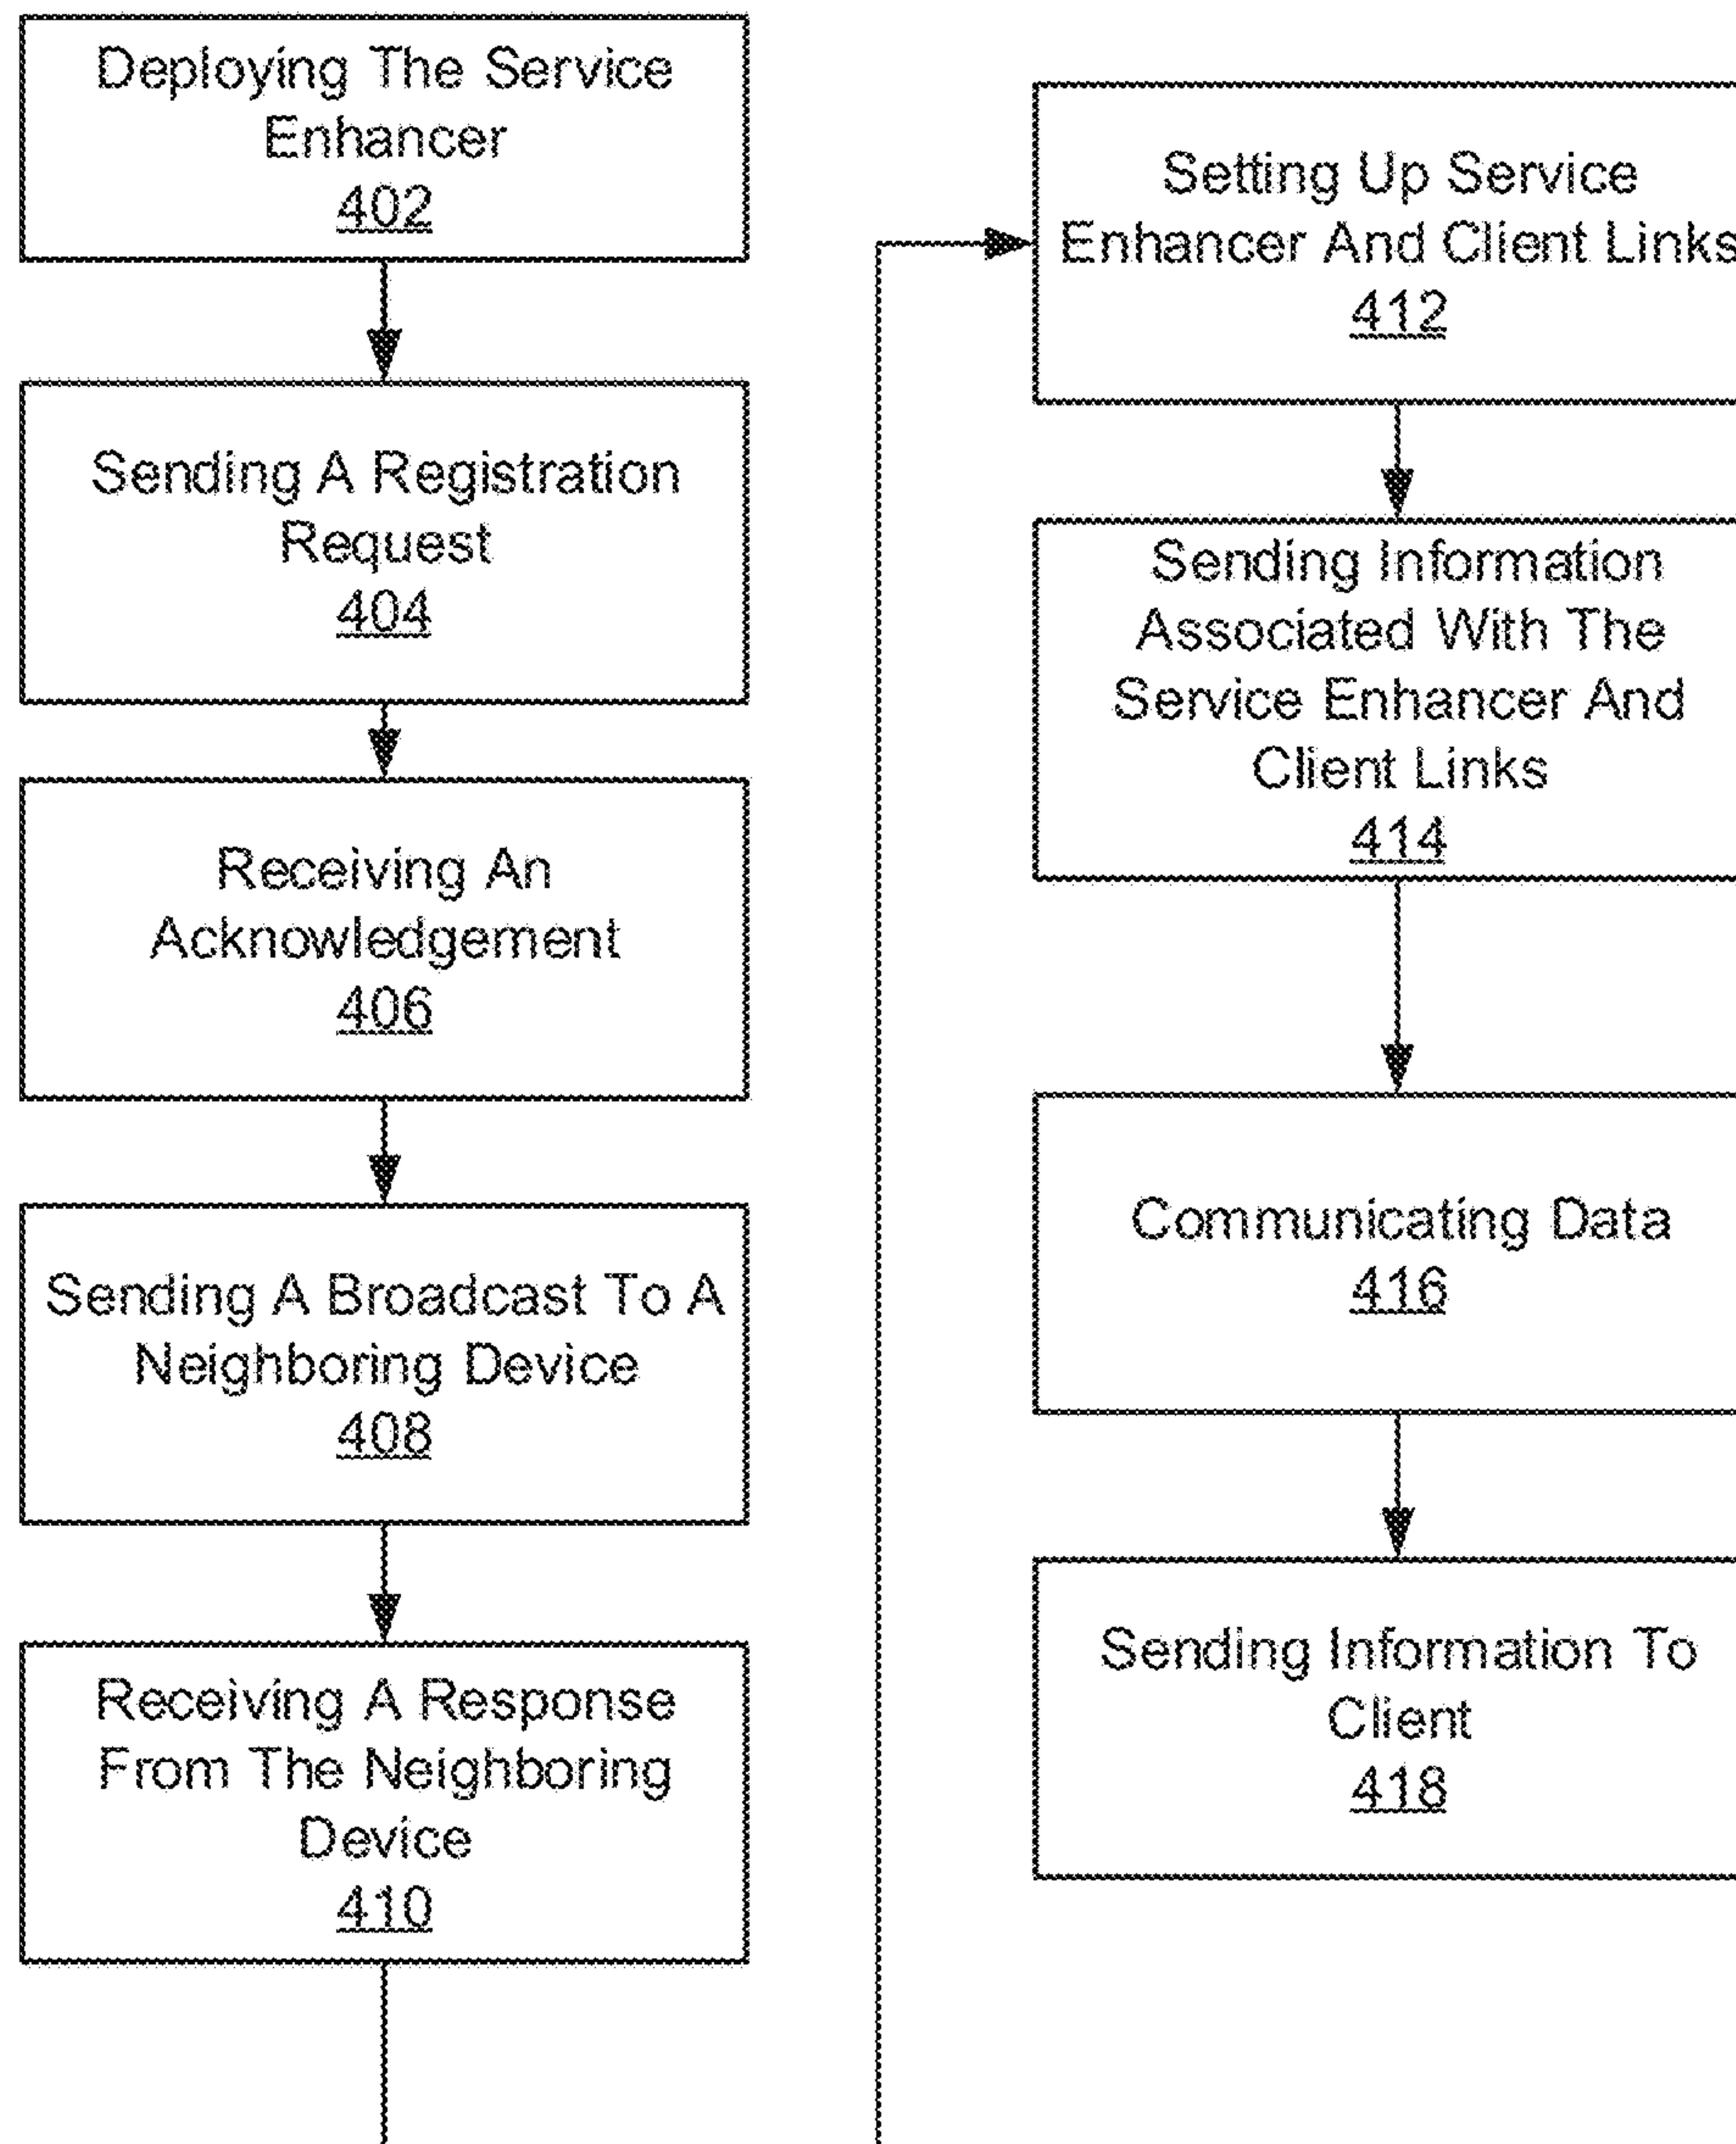 Deploying The Service
Enhancer
402
Sending A Registration
Request
404
Receiving An
Acknowledgement
406
Sending A Broadcast To A
Neighboring Device
408
Receiving A Response
From The Neighboring
Device
410
Setting Up Service
Enhancer And Client Links
412
Sending Information
Associated With The
Service Enhancer And
Client Links
414
Communicating Data
416
Sending Information To
Client
418